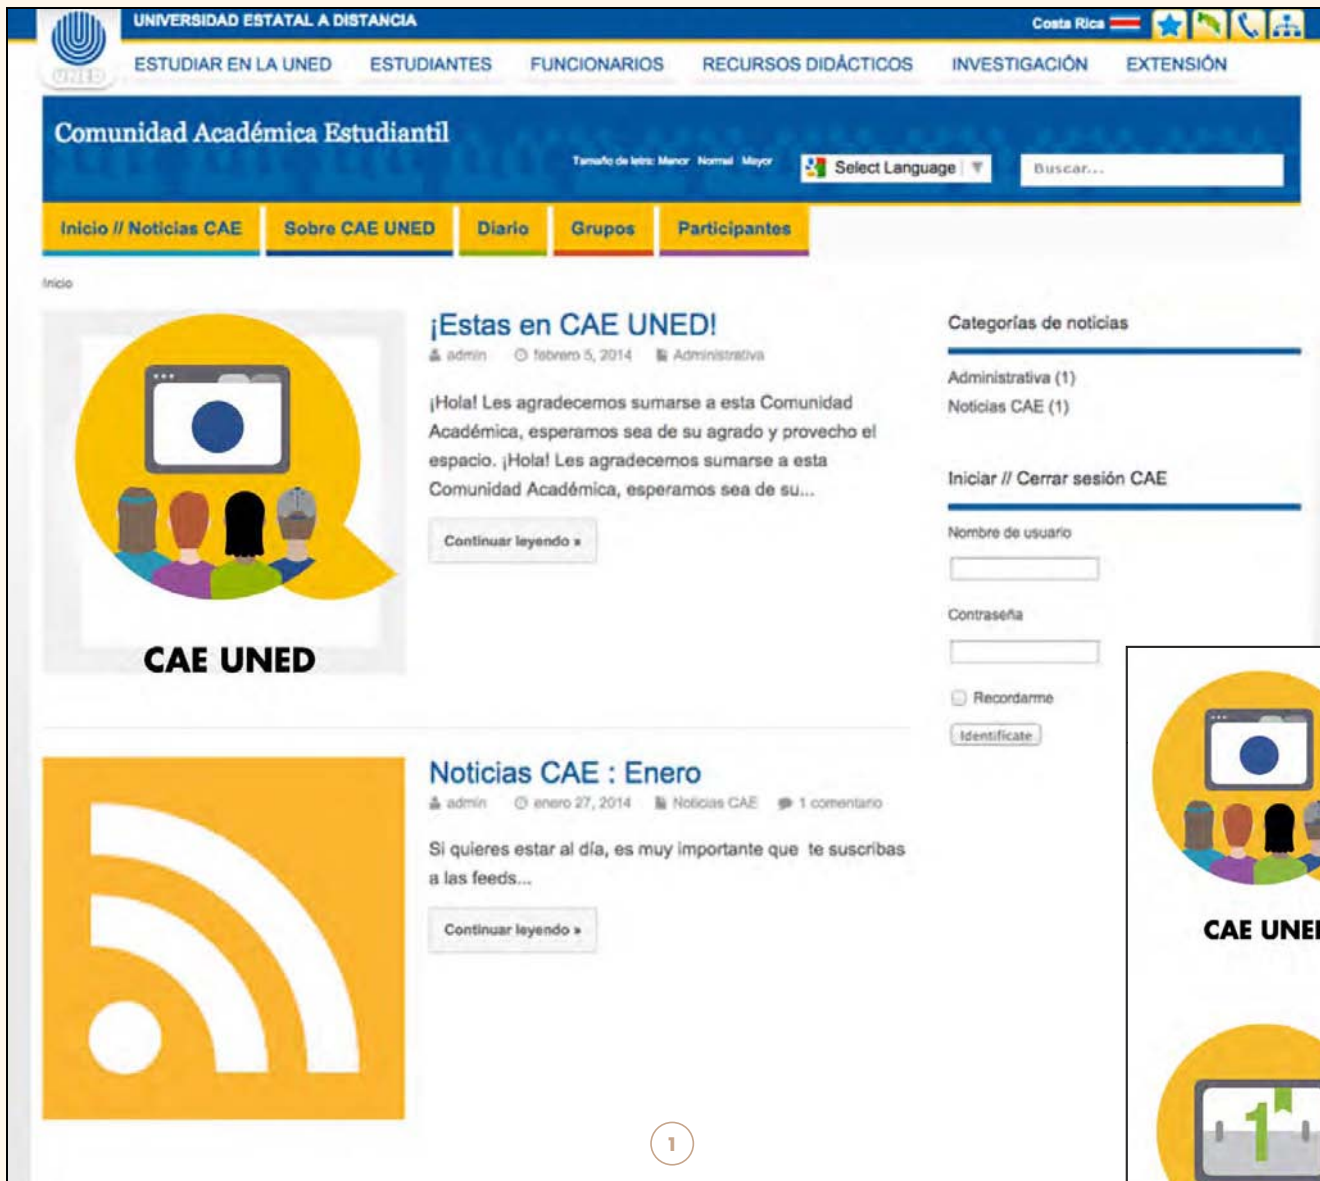 UNIVERSIDAD ESTATAL A DISTANCIA
Costa Rica
UNED
ESTUDIAR EN LA UNED ESTUDIANTES FUNCIONARIOS RECURSOS DIDÁCTICOS INVESTIGACIÓN EXTENSIÓN
Comunidad Académica Estudiantil
Tamaño de letra: Menor Normal Mayor
Select Language
Buscar...
Inicio // Noticias CAE Sobre CAE UNED Diario Grupos Participantes
Inicio
CAE UNED
¡Estas en CAE UNED!
admin febrero 5, 2014 Administrativa
¡Hola! Les agradecemos sumarse a esta Comunidad
Académica, esperamos sea de su agrado y provecho el
espacio. ¡Hola! Les agradecemos sumarse a esta
Comunidad Académica, esperamos sea de su...
Continuar leyendo »
Noticias CAE : Enero
admin enero 27, 2014 Noticias CAE 1 comentario
Si quieres estar al día, es muy importante que te suscribas
a las feeds...
Continuar leyendo »
Categorías de noticias
Administrativa (1)
Noticias CAE (1)
Iniciar // Cerrar sesión CAE
Nombre de usuario
Contraseña
Recordarme
Identifícate
CAE UNE
1
1